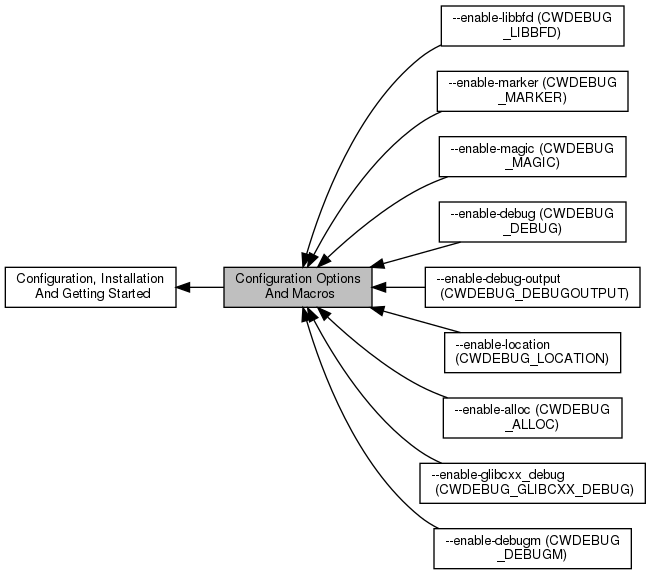 --enable-libbfd (CWDEBUG
_LIBBFD)
--enable-marker (CWDEBUG
_MARKER)
--enable-magic (CWDEBUG
_MAGIC)
--enable-debug (CWDEBUG
_DEBUG)
Configuration, Installation
And Getting Started
Configuration Options
And Macros
--enable-debug-output
(CWDEBUG_DEBUGOUTPUT)
--enable-location
(CWDEBUG_LOCATION)
--enable-alloc (CWDEBUG
_ALLOC)
--enable-glibcxx_debug
(CWDEBUG_GLIBCXX_DEBUG)
--enable-debugm (CWDEBUG
_DEBUGM)